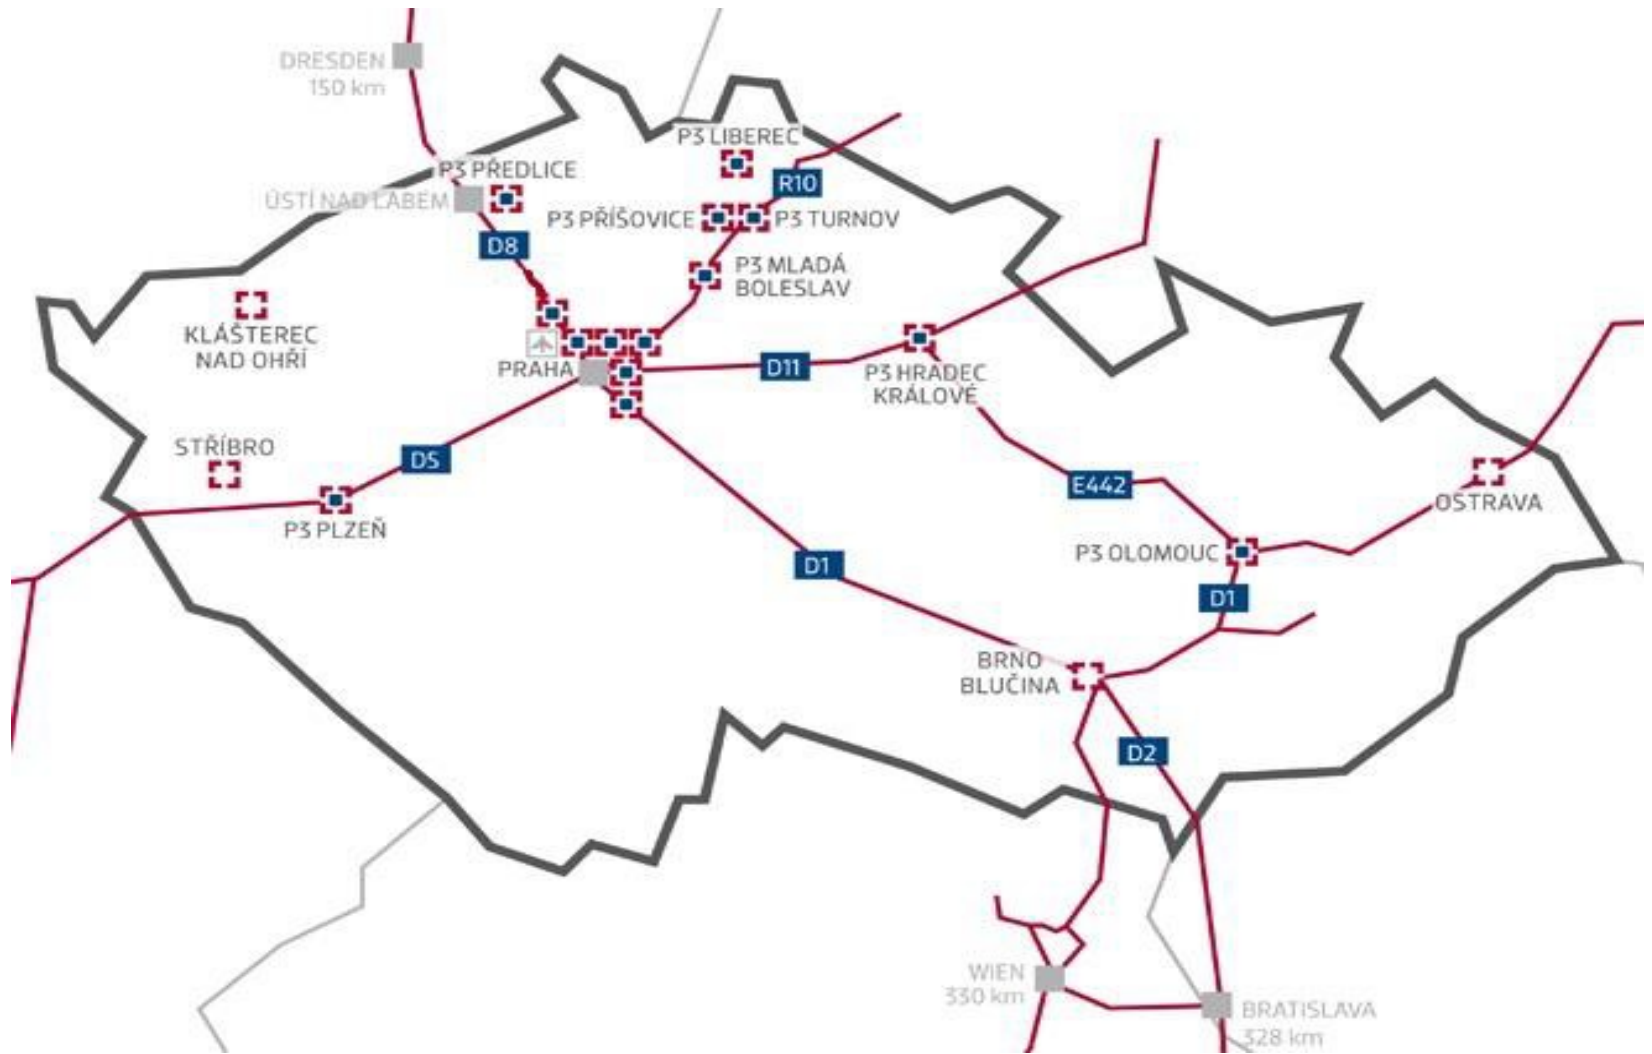 DRESDEN
150 km
P3 LIBEREC
P3 PŘEDLICE
R10
ÚSTÍ NAD LABEM
P3 PŘÍŠOVICE
P3 TURNOV
D8
P3 MLADÁ
BOLESLAV
KLÁŠTEREC
NAD OHŘÍ
PRAHA
D11
P3 HRADEC
KRÁLOVÉ
STŘÍBRO
D5
E442
OSTRAVA
P3 PLZEŇ
P3 OLOMOUC
D1
D1
BRNO
BLUČINA
D2
WIEN
330 km
BRATISLAVA
328 km